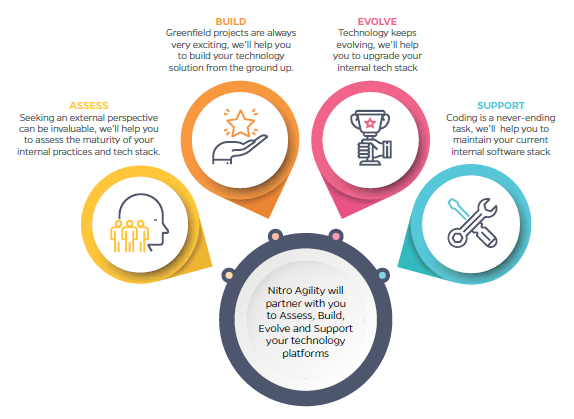 BUILD
Greenfield projects are always
very exciting, we'll help you
to build your technology
solution from the ground up.
EVOLVE
Technology keeps
evolving, we'll help
you to upgrade your
internal tech stack
ASSESS
Seeking an external perspective
can be invaluable, we'll help you
to assess the maturity of your
internal practices and tech stack.
SUPPORT
Coding is a never-ending
task, we'll help you to
maintain your current
internal software stack
Nitro Agility will
partner with you
to Assess, Build,
Evolve and Support
your technology
platforms